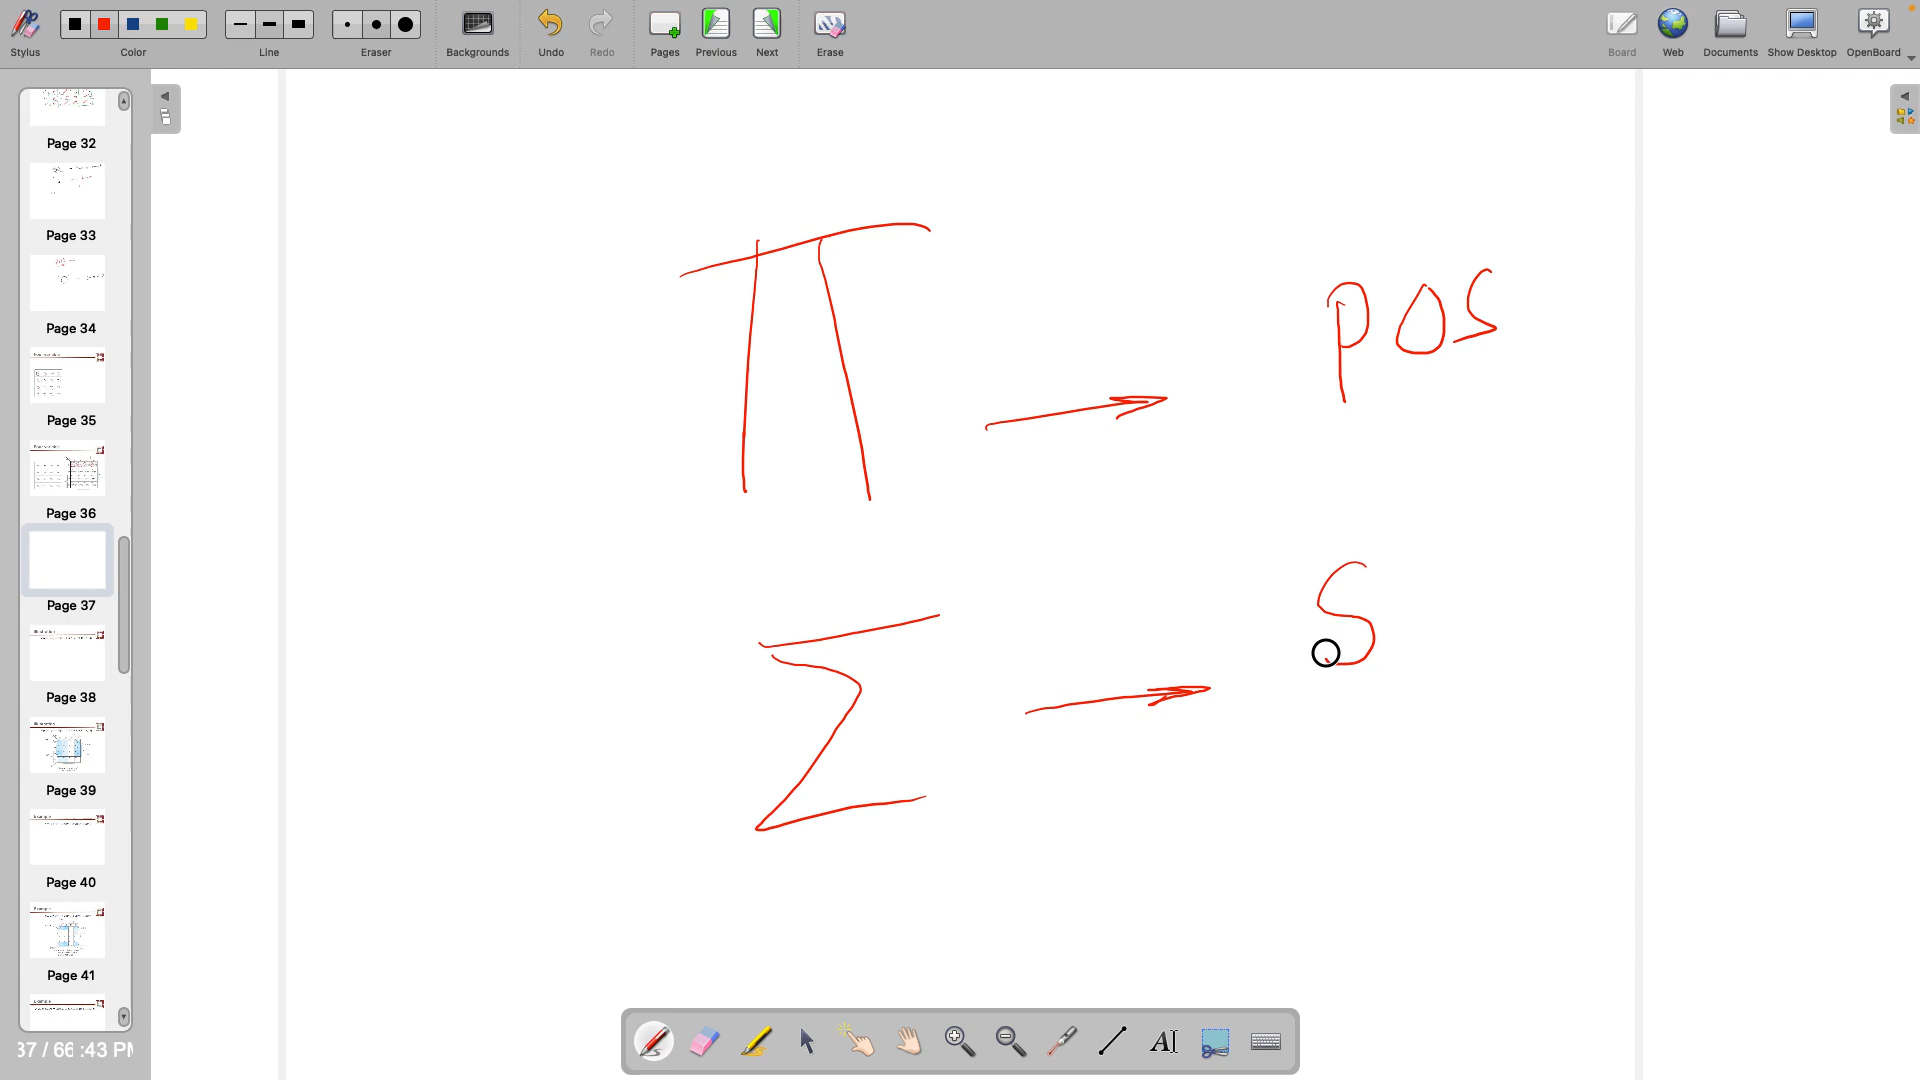 Stylus Color Line Eraser Backgrounds Undo Redo Pages Previous Next Erase Board Web Documents Show Desktop OpenBoard
Page 32
Page 33
Page 34
Page 35
Page 36
Page 37
Page 38
Page 39
Page 40
Page 41
37 / 66 :43 PM
Π → POS
Σ → S